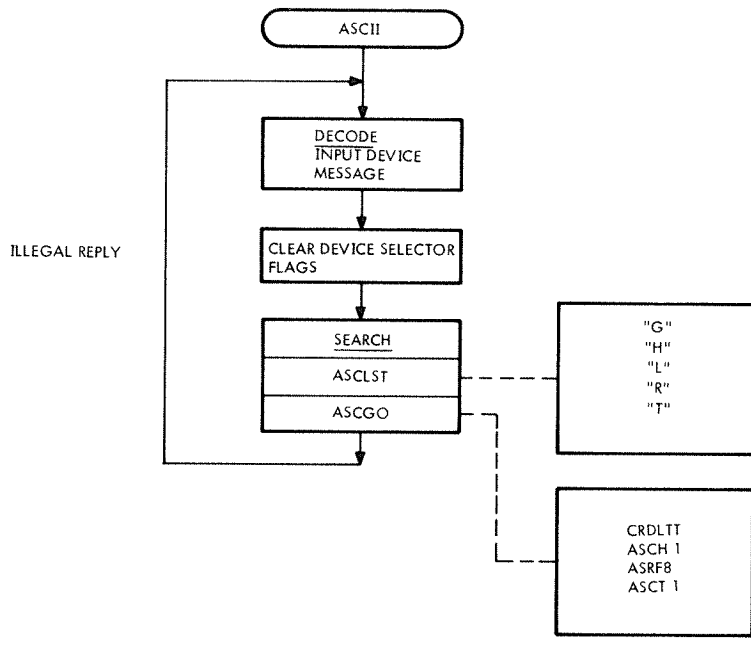 ASCII
DECODE
INPUT DEVICE
MESSAGE
ILLEGAL REPLY
CLEAR DEVICE SELECTOR
FLAGS
SEARCH
ASCLST
ASCGO
"G"
"H"
"L"
"R"
"T"
CRDLTT
ASCH 1
ASRF8
ASCT 1